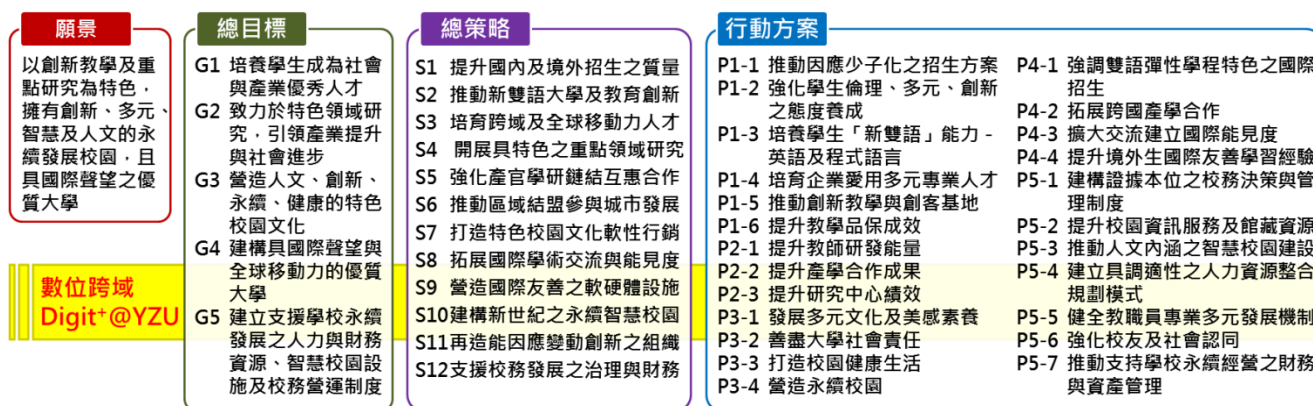 願景
以創新教學及重
點研究為特色，
擁有創新、多元、
智慧及人文的永
續發展校園，且
具國際聲望之優
質大學
數位跨域
Digit⁺@YZU
總目標
G1 培養學生成為社會
與產業優秀人才
G2 致力於特色領域研
究，引領產業提升
與社會進步
G3 營造人文、創新、
永續、健康的特色
校園文化
G4 建構具國際聲望與
全球移動力的優質
大學
G5 建立支援學校永續
發展之人力與財務
資源、智慧校園設
施及校務營運制度
總策略
S1 提升國內及境外招生之質量
S2 推動新雙語大學及教育創新
S3 培育跨域及全球移動力人才
S4 開展具特色之重點領域研究
S5 強化產官學研鏈結互惠合作
S6 推動區域結盟參與城市發展
S7 打造特色校園文化軟性行銷
S8 拓展國際學術交流與能見度
S9 營造國際友善之軟硬體設施
S10建構新世紀之永續智慧校園
S11再造能因應變動創新之組織
S12支援校務發展之治理與財務
行動方案
P1-1 推動因應少子化之招生方案
P1-2 強化學生倫理、多元、創新
之態度養成
P1-3 培養學生「新雙語」能力 -
英語及程式語言
P1-4 培育企業愛用多元專業人才
P1-5 推動創新教學與創客基地
P1-6 提升教學品保成效
P2-1 提升教師研發能量
P2-2 提升產學合作成果
P2-3 提升研究中心績效
P3-1 發展多元文化及美感素養
P3-2 善盡大學社會責任
P3-3 打造校園健康生活
P3-4 營造永續校園
P4-1 強調雙語彈性學程特色之國際
招生
P4-2 拓展跨國產學合作
P4-3 擴大交流建立國際能見度
P4-4 提升境外生國際友善學習經驗
P5-1 建構證據本位之校務決策與管
理制度
P5-2 提升校園資訊服務及館藏資源
P5-3 推動人文內涵之智慧校園建設
P5-4 建立具調適性之人力資源整合
規劃模式
P5-5 健全教職員專業多元發展機制
P5-6 強化校友及社會認同
P5-7 推動支持學校永續經營之財務
與資產管理